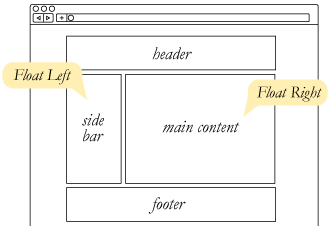 header
Float Left
Float Right
side
bar
main content
footer